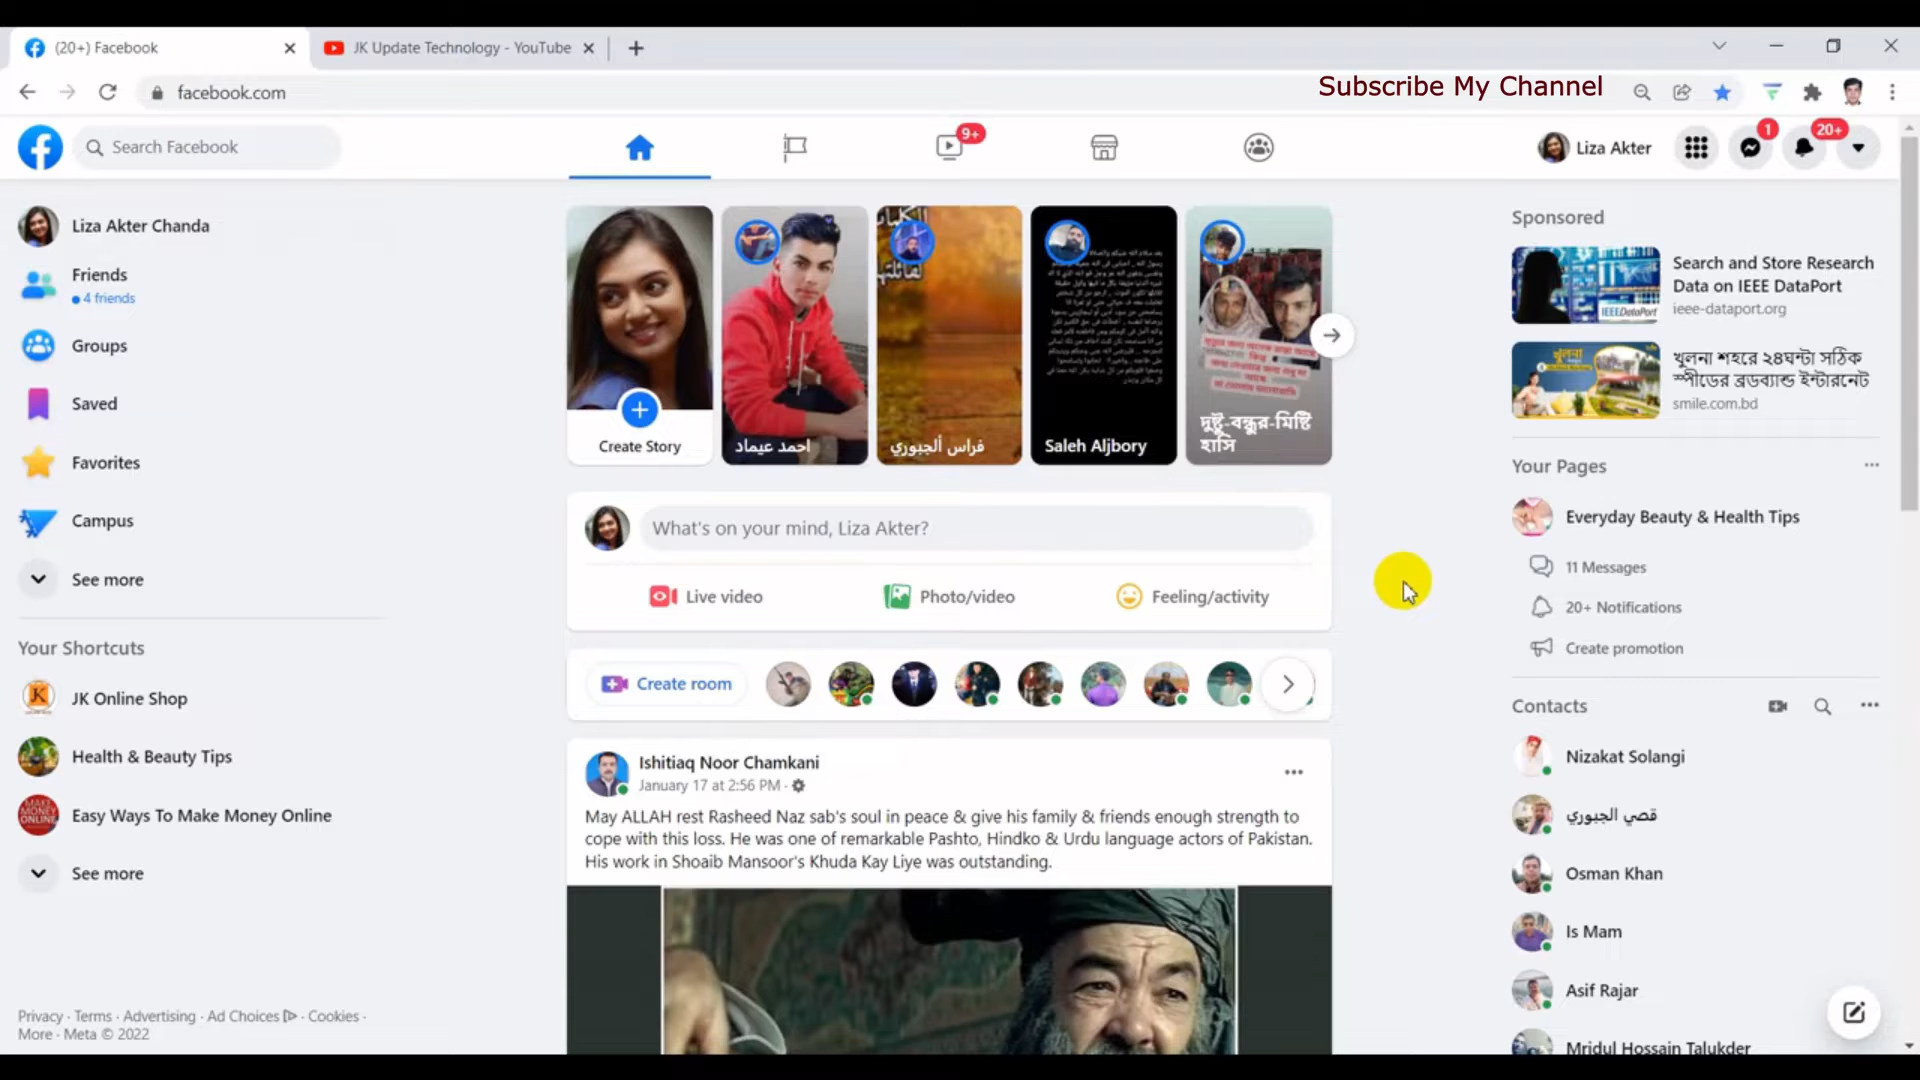 (20+) Facebook
JK Update Technology - YouTube
facebook.com
Subscribe My Channel
Search Facebook
9+
Liza Akter
1
20+
Liza Akter Chanda
Friends
4 friends
Groups
Saved
Favorites
Campus
See more
Your Shortcuts
JK Online Shop
Health & Beauty Tips
MAKE MONEY ONLINE
Easy Ways To Make Money Online
See more
Privacy · Terms · Advertising · Ad Choices · Cookies ·
More · Meta © 2022
Create Story
احمد عيماد
فراس ألجبوري
Saleh Aljbory
দুষ্টু-বন্ধুর-মিষ্টি
হাসি
What's on your mind, Liza Akter?
Live video
Photo/video
Feeling/activity
Create room
Ishitiaq Noor Chamkani
January 17 at 2:56 PM ·
May ALLAH rest Rasheed Naz sab's soul in peace & give his family & friends enough strength to
cope with this loss. He was one of remarkable Pashto, Hindko & Urdu language actors of Pakistan.
His work in Shoaib Mansoor's Khuda Kay Liye was outstanding.
Sponsored
IEEE DataPort
Search and Store Research
Data on IEEE DataPort
ieee-dataport.org
খুলনা শহরে ২৪ঘন্টা সঠিক
স্পীডের ব্রডব্যান্ড ইন্টারনেট
smile.com.bd
Your Pages
Everyday Beauty & Health Tips
11 Messages
20+ Notifications
Create promotion
Contacts
Nizakat Solangi
قصي الجبوري
Osman Khan
Is Mam
Asif Rajar
Mridul Hossain Talukder